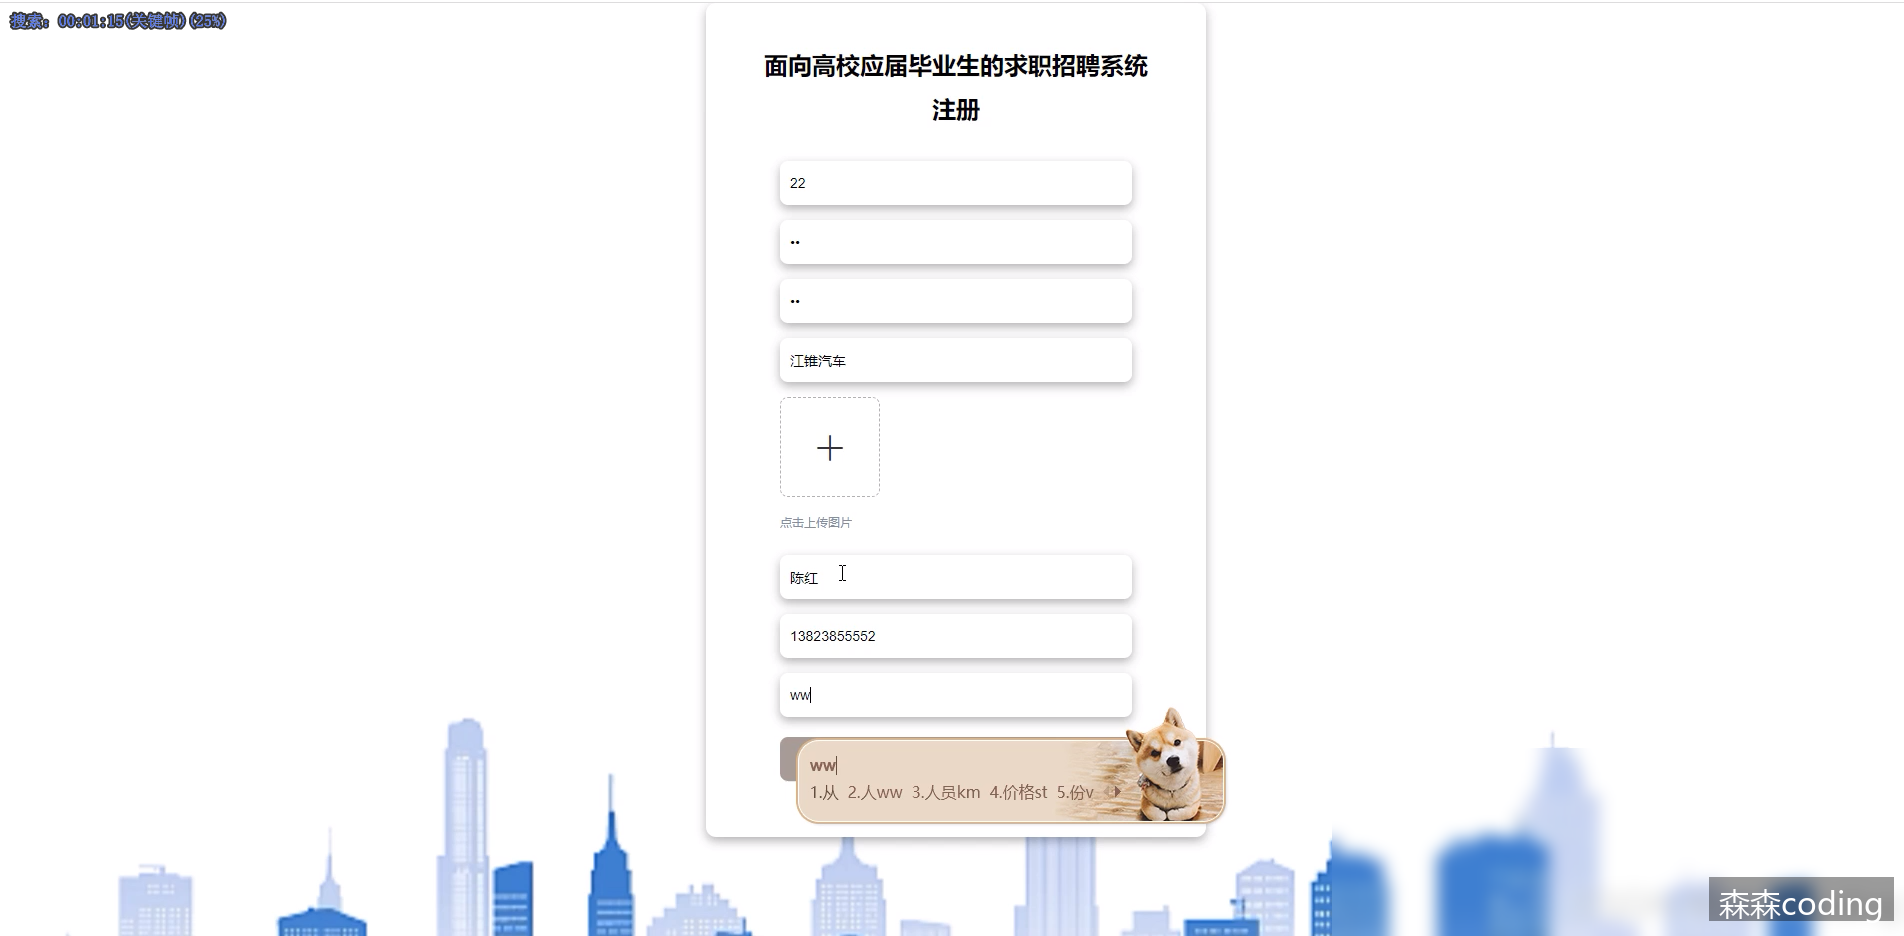 搜索: 00:01:15(关键帧) (25%)
面向高校应届毕业生的求职招聘系统
注册
22
••
••
江锥汽车
点击上传图片
陈红
13823855552
ww
ww
1.从 2.人ww 3.人员km 4.价格st 5.份v
森森coding